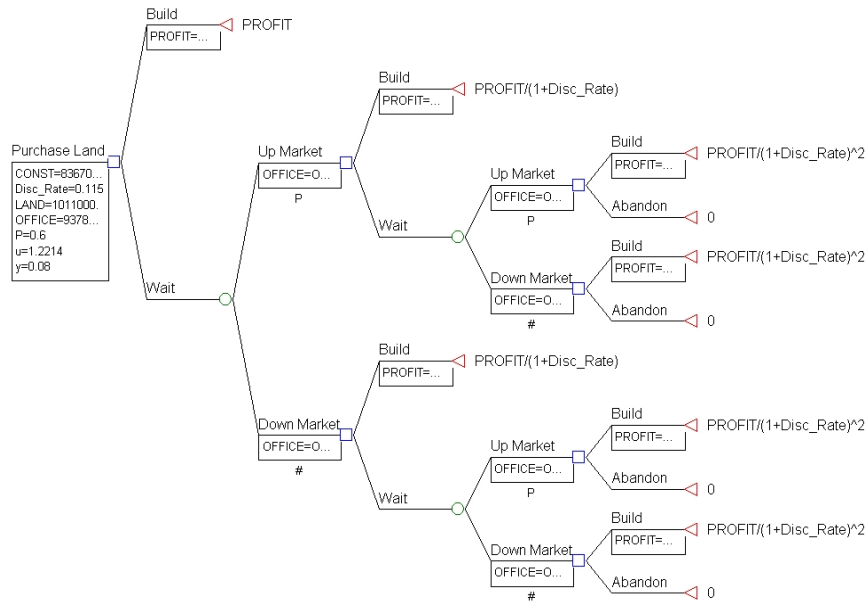 Build
PROFIT=...
PROFIT
Build
PROFIT=...
PROFIT/(1+Disc_Rate)
Build
PROFIT=...
PROFIT/(1+Disc_Rate)^2
Purchase Land
CONST=83670...
Disc_Rate=0.115
LAND=1011000.
OFFICE=9378...
P=0.6
u=1.2214
y=0.08
Up Market
OFFICE=O...
P
Up Market
OFFICE=O...
P
Abandon
0
Wait
Build
PROFIT=...
PROFIT/(1+Disc_Rate)^2
Down Market
OFFICE=O...
#
Abandon
0
Wait
Build
PROFIT=...
PROFIT/(1+Disc_Rate)
Down Market
OFFICE=O...
#
Build
PROFIT=...
PROFIT/(1+Disc_Rate)^2
Up Market
OFFICE=O...
P
Abandon
0
Wait
Build
PROFIT=...
PROFIT/(1+Disc_Rate)^2
Down Market
OFFICE=O...
#
Abandon
0